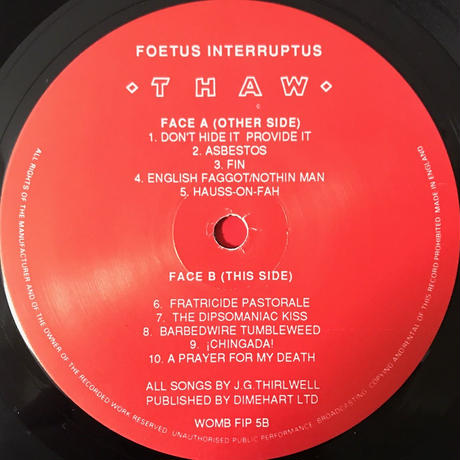 FOETUS INTERRUPTUS
THAW
FACE A (OTHER SIDE)
1. DON'T HIDE IT PROVIDE IT
2. ASBESTOS
3. FIN
4. ENGLISH FAGGOT/NOTHIN MAN
5. HAUSS-ON-FAH
FACE B (THIS SIDE)
6. FRATRICIDE PASTORALE
7. THE DIPSOMANIAC KISS
8. BARBEDWIRE TUMBLEWEED
9. ¡CHINGADA!
10. A PRAYER FOR MY DEATH
ALL SONGS BY J.G.THIRLWELL
PUBLISHED BY DIMEHART LTD
WOMB FIP 5B
ALL RIGHTS OF THE MANUFACTURER AND OF THE OWNER OF THE RECORDED WORK RESERVED. UNAUTHORISED PUBLIC PERFORMANCE. BROADCASTING. COPYING AND RENTAL OF THIS RECORD PROHIBITED. MADE IN ENGLAND